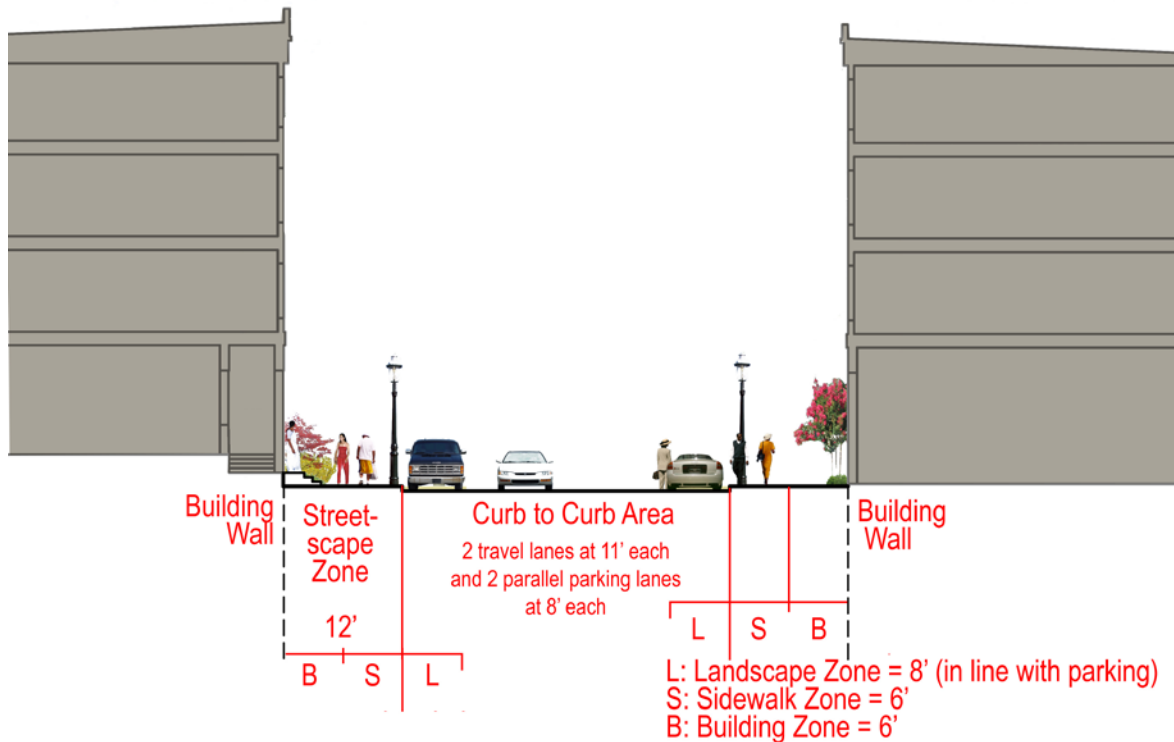 Building
Wall
Street-
scape
Zone
12’
B S L
Curb to Curb Area
2 travel lanes at 11’ each
and 2 parallel parking lanes
at 8’ each
Building
Wall
L S B
L: Landscape Zone = 8’ (in line with parking)
S: Sidewalk Zone = 6’
B: Building Zone = 6’